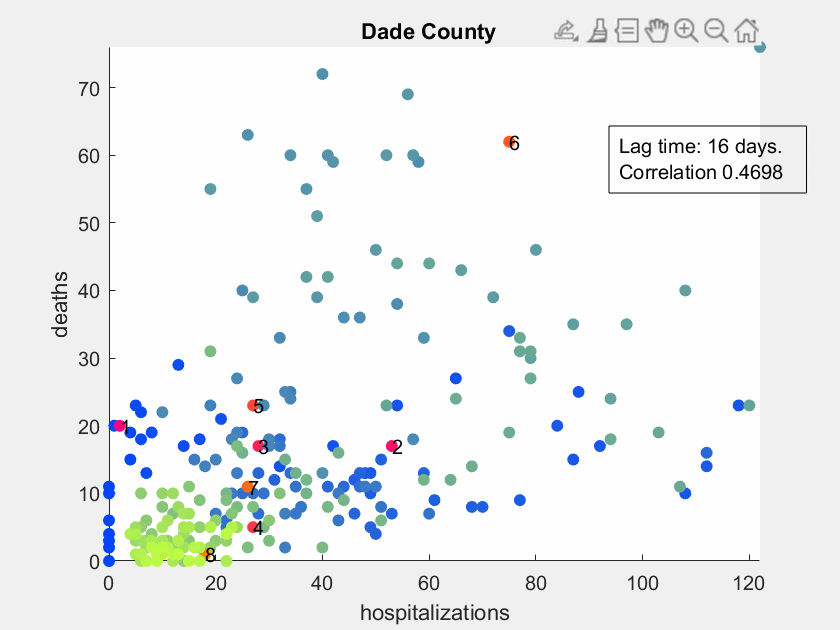 Dade County
Lag time: 16 days.
Correlation 0.4698
deaths
70
60
50
40
30
20
10
0
6
5
1
3
2
7
4
8
0 20 40 60 80 100 120
hospitalizations